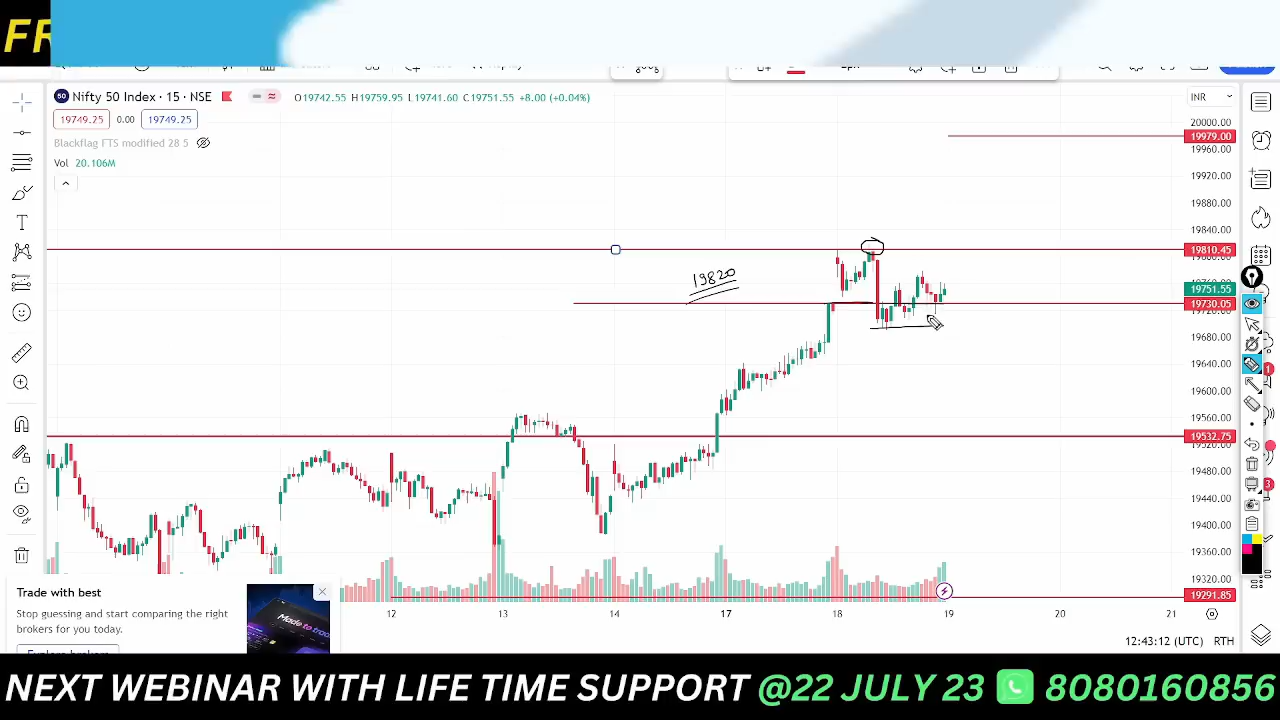 FR
Nifty 50 Index · 15 · NSE
O19742.55 H19759.95 L19741.60 C19751.55 +8.00 (+0.04%)
INR
19749.25 0.00 19749.25
Blackflag FTS modified 28 5
Vol 20.106M
20000.00
19979.00
19960.00
19920.00
19880.00
19840.00
19810.45
19820
19751.55
19730.05
19680.00
19640.00
19600.00
19560.00
19532.75
19480.00
19440.00
19400.00
19360.00
19320.00
19291.85
1
3
12 13 14 17 18 19 20 21
12:43:12 (UTC) RTH
Trade with best
Stop guessing and start comparing the right
brokers for you today.
Made to trad
NEXT WEBINAR WITH LIFE TIME SUPPORT @22 JULY 23 8080160856